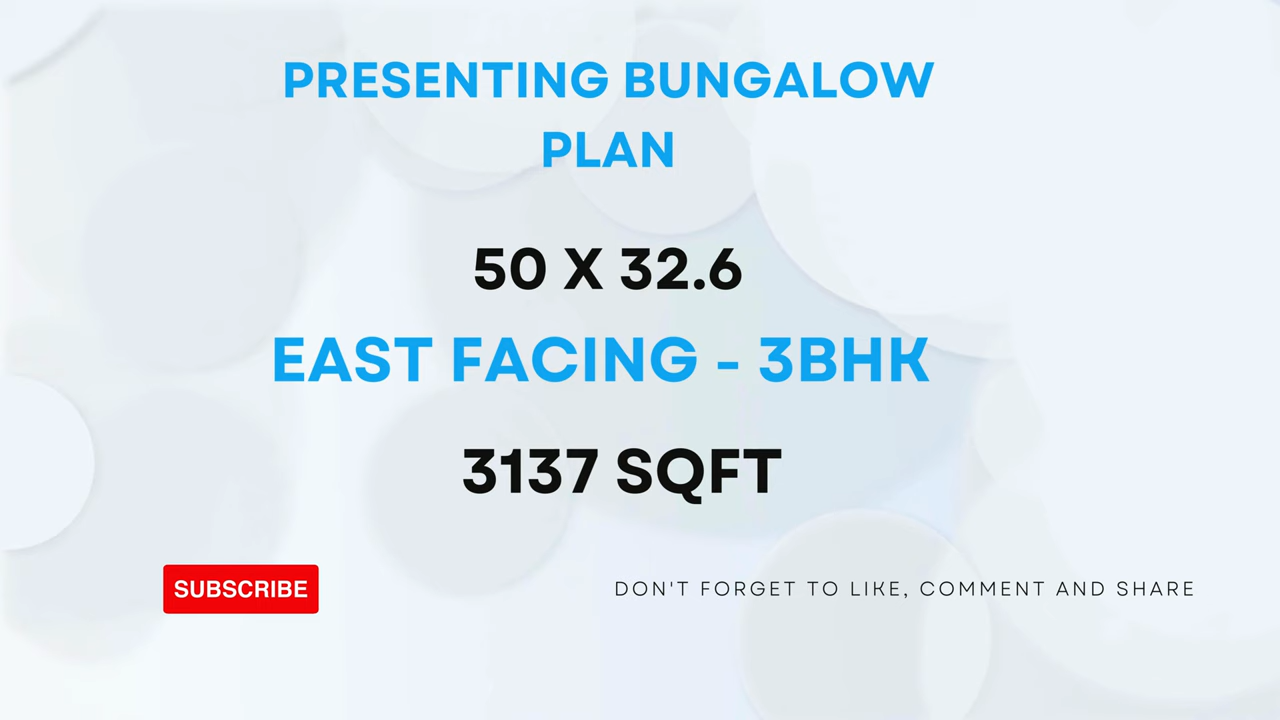 PRESENTING BUNGALOW
PLAN
50 X 32.6
EAST FACING - 3BHK
3137 SQFT
SUBSCRIBE
DON'T FORGET TO LIKE, COMMENT AND SHARE